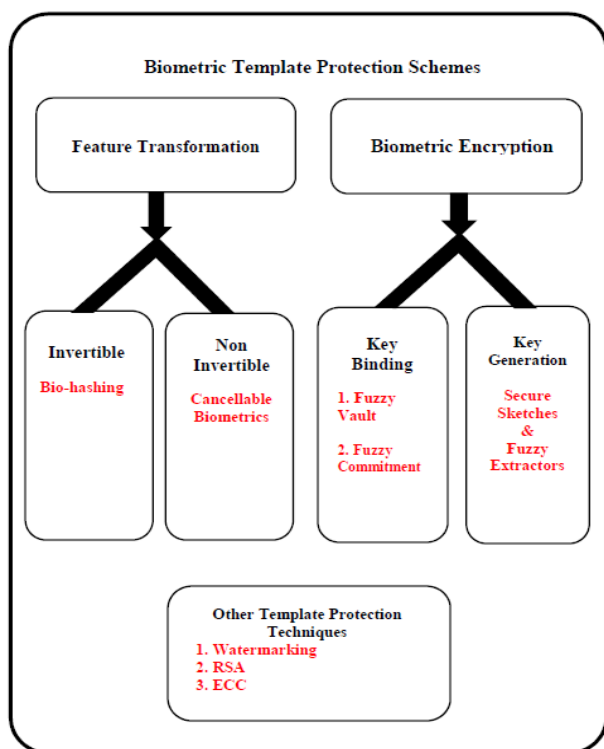 Biometric Template Protection Schemes
Feature Transformation
Biometric Encryption
Invertible
Bio-hashing
Non
Invertible
Cancellable
Biometrics
Key
Binding
1. Fuzzy
Vault
2. Fuzzy
Commitment
Key
Generation
Secure
Sketches
&
Fuzzy
Extractors
Other Template Protection
Techniques
1. Watermarking
2. RSA
3. ECC